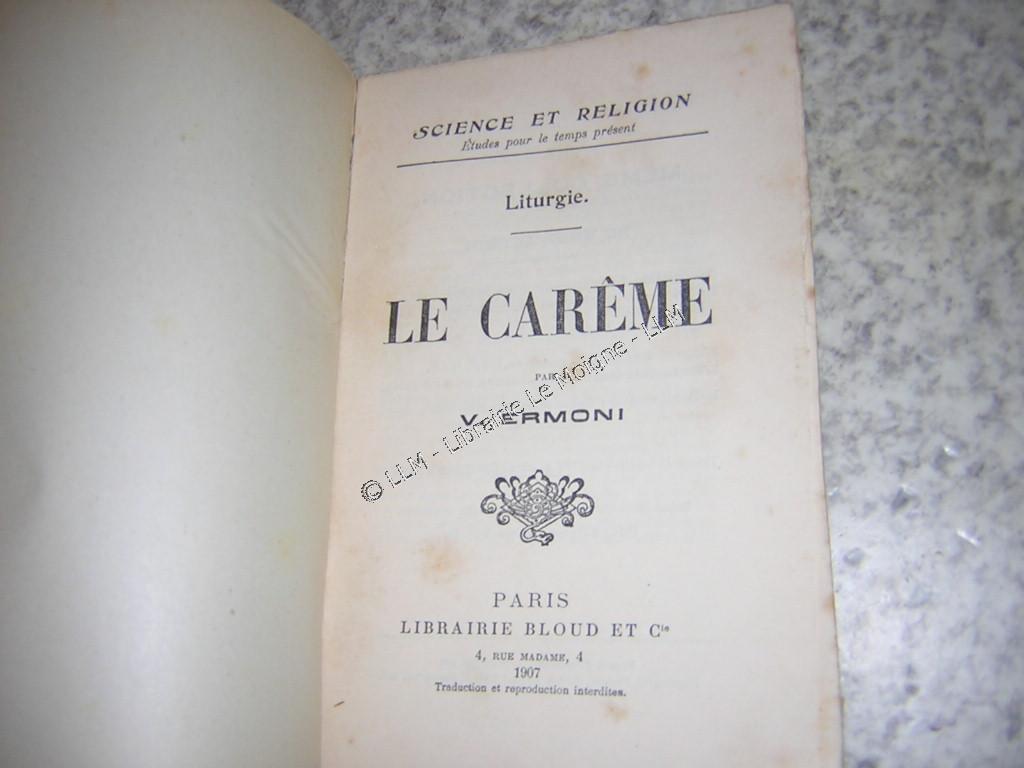 SCIENCE ET RELIGION
Études pour le temps présent
Liturgie.
LE CARÊME
PAR
V. ERMONI
© LLM - Librairie Le Moigne - LLM
PARIS
LIBRAIRIE BLOUD ET Cie
4, RUE MADAME, 4
1907
Traduction et reproduction interdites.